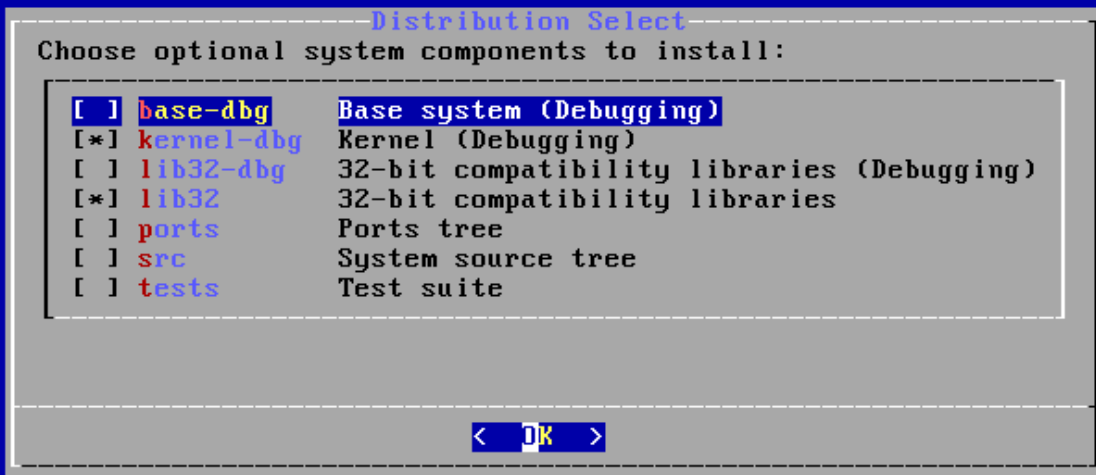 Distribution Select
Choose optional system components to install:
[ ] base-dbg Base system (Debugging)
[*] kernel-dbg Kernel (Debugging)
[ ] lib32-dbg 32-bit compatibility libraries (Debugging)
[*] lib32 32-bit compatibility libraries
[ ] ports Ports tree
[ ] src System source tree
[ ] tests Test suite
< OK >